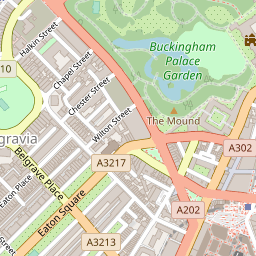 Halkin Street
Buckingham
Palace
Garden
10
Chapel Street
Chester Street
Wilton Street
The Mound
A302
gravia
A3217
Belgrave Place
Eaton Place
Eaton Square
A202
A3213